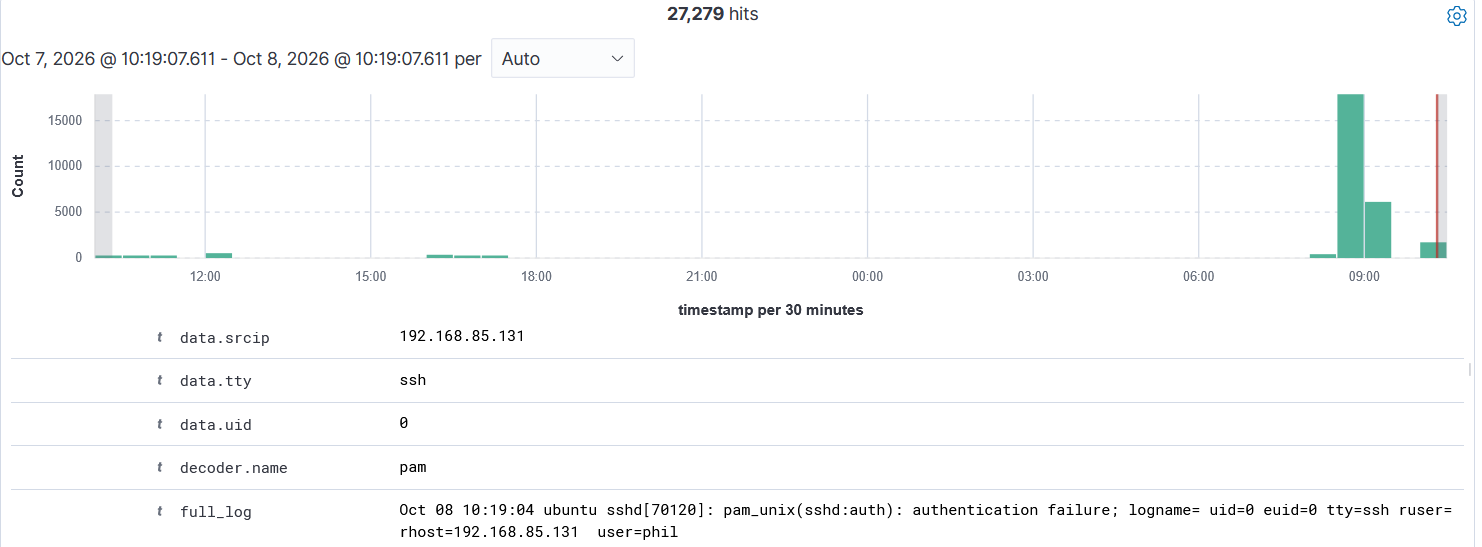 27,279 hits
Oct 7, 2026 @ 10:19:07.611 - Oct 8, 2026 @ 10:19:07.611 per Auto
Count
15000
10000
5000
0
12:00 15:00 18:00 21:00 00:00 03:00 06:00 09:00
timestamp per 30 minutes
t data.srcip 192.168.85.131
t data.tty ssh
t data.uid 0
t decoder.name pam
t full_log Oct 08 10:19:04 ubuntu sshd[70120]: pam_unix(sshd:auth): authentication failure; logname= uid=0 euid=0 tty=ssh ruser=
rhost=192.168.85.131  user=phil